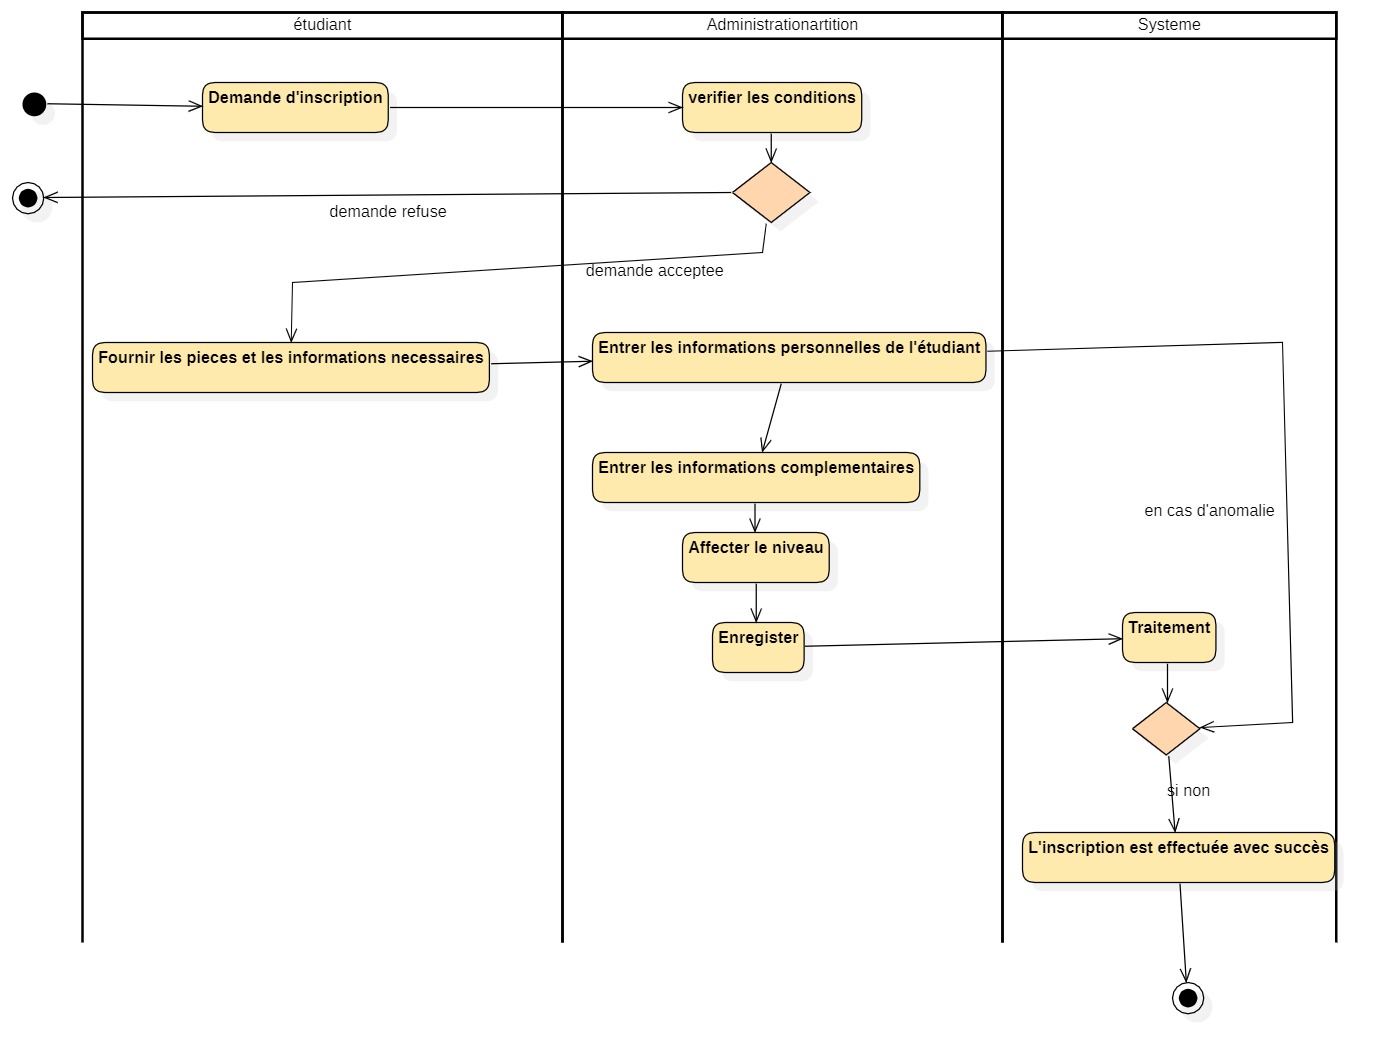 étudiant
Administrationartition
Systeme
Demande d'inscription
verifier les conditions
demande refuse
demande acceptee
Fournir les pieces et les informations necessaires
Entrer les informations personnelles de l'étudiant
Entrer les informations complementaires
en cas d'anomalie
Affecter le niveau
Enregister
Traitement
si non
L'inscription est effectuée avec succès